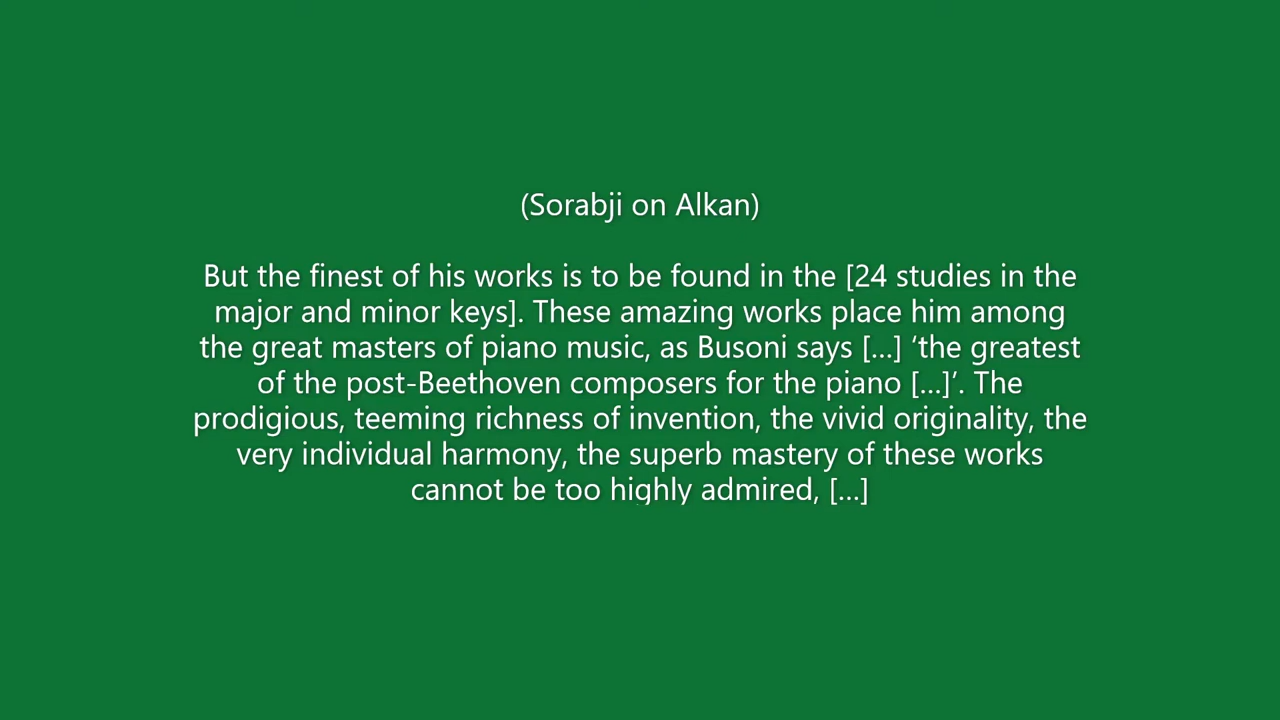 (Sorabji on Alkan)
But the finest of his works is to be found in the [24 studies in the
major and minor keys]. These amazing works place him among
the great masters of piano music, as Busoni says [...] ‘the greatest
of the post-Beethoven composers for the piano [...]’. The
prodigious, teeming richness of invention, the vivid originality, the
very individual harmony, the superb mastery of these works
cannot be too highly admired, [...]